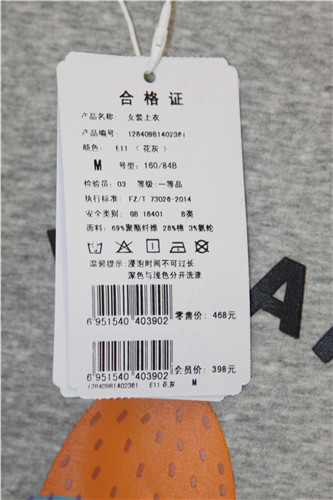 合格证
产品名称: 女装上衣
产品编号: 1284098140236I
颜色: E11 (花灰)
M 号型: 160/84B
检验员: 03 等级: 一等品
执行标准: FZ/T 73026-2014
安全类别: GB 18401 B类
面料: 69%聚酯纤维 28%棉 3%氨纶
温馨提示: 浸泡时间不可过长
深色与浅色分开洗涤
6 951540 403902
零售价: 468元
6 951540 403902
会员价: 398元
1284098140236I E11花灰 M
A